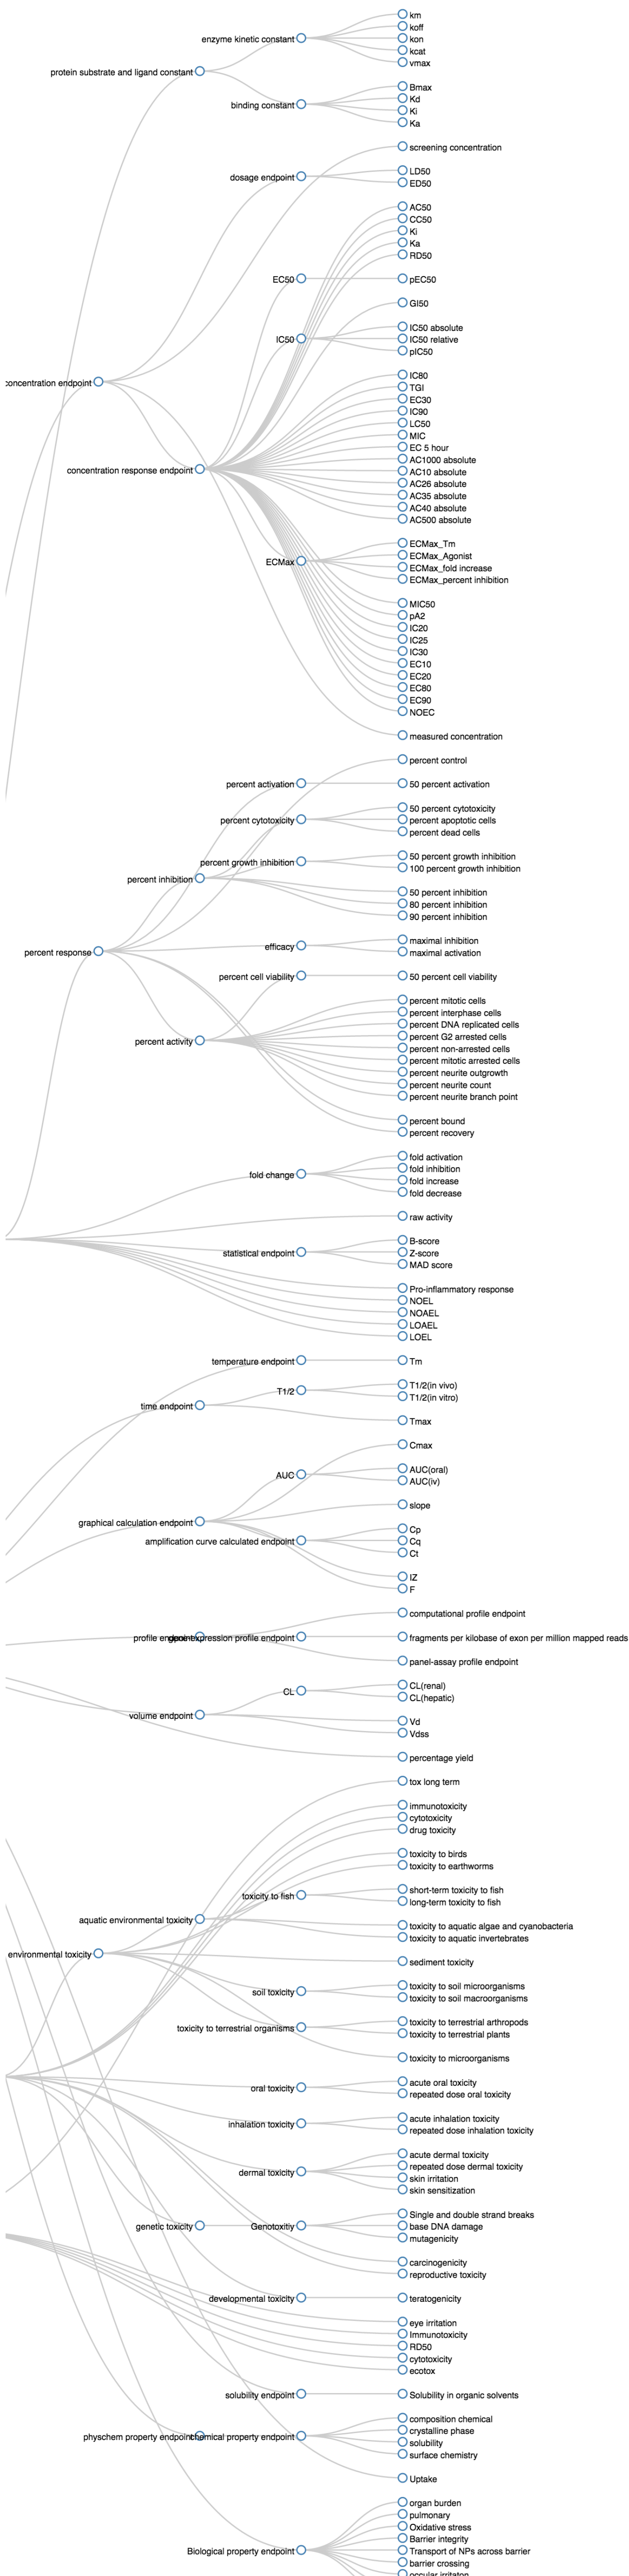 km
koff
enzyme kinetic constant
kon
kcat
vmax
protein substrate and ligand constant
Bmax
Kd
binding constant
Ki
Ka
screening concentration
LD50
dosage endpoint
ED50
AC50
CC50
Ki
Ka
RD50
EC50
pEC50
GI50
IC50 absolute
IC50
IC50 relative
pIC50
IC80
concentration endpoint
TGI
EC30
IC90
LC50
MIC
EC 5 hour
AC1000 absolute
concentration response endpoint
AC10 absolute
AC26 absolute
AC35 absolute
AC40 absolute
AC500 absolute
ECMax_Tm
ECMax_Agonist
ECMax
ECMax_fold increase
ECMax_percent inhibition
MIC50
pA2
IC20
IC25
IC30
EC10
EC20
EC80
EC90
NOEC
measured concentration
percent control
percent activation
50 percent activation
50 percent cytotoxicity
percent cytotoxicity
percent apoptotic cells
percent dead cells
50 percent growth inhibition
percent growth inhibition
100 percent growth inhibition
percent inhibition
50 percent inhibition
80 percent inhibition
90 percent inhibition
maximal inhibition
efficacy
percent response
maximal activation
percent cell viability
50 percent cell viability
percent mitotic cells
percent interphase cells
percent DNA replicated cells
percent G2 arrested cells
percent activity
percent non-arrested cells
percent mitotic arrested cells
percent neurite outgrowth
percent neurite count
percent neurite branch point
percent bound
percent recovery
fold activation
fold inhibition
fold change
fold increase
fold decrease
raw activity
B-score
statistical endpoint
Z-score
MAD score
Pro-inflammatory response
NOEL
NOAEL
LOAEL
LOEL
temperature endpoint
Tm
T1/2(in vivo)
T1/2
T1/2(in vitro)
time endpoint
Tmax
Cmax
AUC(oral)
AUC
AUC(iv)
slope
graphical calculation endpoint
Cp
amplification curve calculated endpoint
Cq
Ct
IZ
F
computational profile endpoint
profile endpoint
gene-expression profile endpoint
fragments per kilobase of exon per million mapped reads
panel-assay profile endpoint
CL(renal)
CL
CL(hepatic)
volume endpoint
Vd
Vdss
percentage yield
tox long term
immunotoxicity
cytotoxicity
drug toxicity
toxicity to birds
toxicity to earthworms
short-term toxicity to fish
toxicity to fish
long-term toxicity to fish
aquatic environmental toxicity
toxicity to aquatic algae and cyanobacteria
toxicity to aquatic invertebrates
environmental toxicity
sediment toxicity
toxicity to soil microorganisms
soil toxicity
toxicity to soil macroorganisms
toxicity to terrestrial arthropods
toxicity to terrestrial organisms
toxicity to terrestrial plants
toxicity to microorganisms
acute oral toxicity
oral toxicity
repeated dose oral toxicity
acute inhalation toxicity
inhalation toxicity
repeated dose inhalation toxicity
acute dermal toxicity
repeated dose dermal toxicity
dermal toxicity
skin irritation
skin sensitization
Single and double strand breaks
genetic toxicity
Genotoxitiy
base DNA damage
mutagenicity
carcinogenicity
reproductive toxicity
developmental toxicity
teratogenicity
eye irritation
Immunotoxicity
RD50
cytotoxicity
ecotox
solubility endpoint
Solubility in organic solvents
composition chemical
crystalline phase
physchem property endpoint
chemical property endpoint
solubility
surface chemistry
Uptake
organ burden
pulmonary
Oxidative stress
Barrier integrity
Biological property endpoint
Transport of NPs across barrier
barrier crossing
occular irritaton